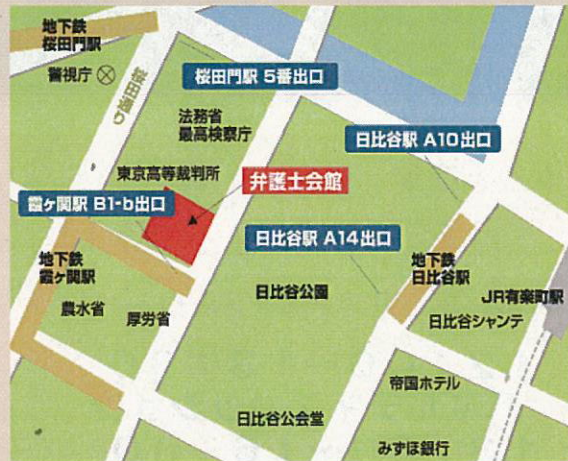 地下鉄
桜田門駅
警視庁
桜田通り
桜田門駅 5番出口
法務省
最高検察庁
日比谷駅 A10出口
東京高等裁判所
弁護士会館
霞ヶ関駅 B1-b出口
日比谷駅 A14出口
地下鉄
霞ヶ関駅
地下鉄
日比谷駅
日比谷公園
JR有楽町駅
農水省
厚労省
日比谷シャンテ
帝国ホテル
日比谷公会堂
みずほ銀行